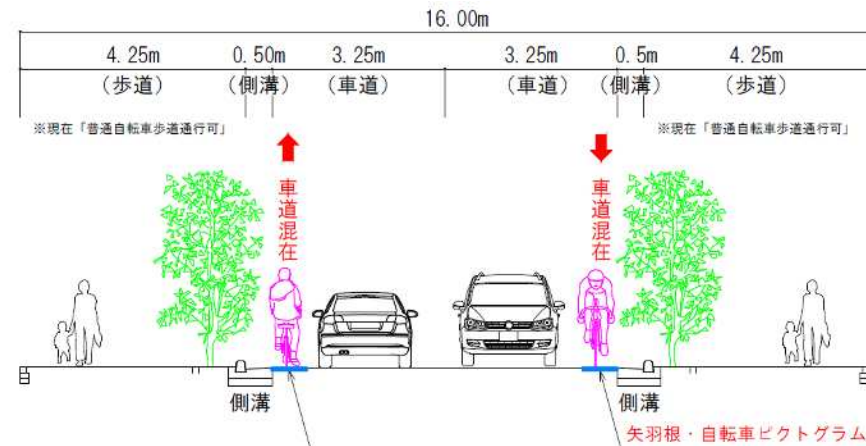 16.00m
4.25m 0.50m 3.25m 3.25m 0.5m 4.25m
(歩道) (側溝) (車道) (車道) (側溝) (歩道)
※現在「普通自転車歩道通行可」 ※現在「普通自転車歩道通行可」
車道混在 車道混在
側溝 側溝
矢羽根・自転車ピクトグラム